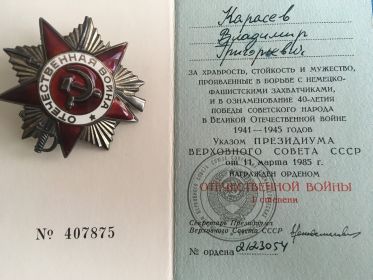 ОТЕЧЕСТВЕННАЯ ВОЙНА
№ 407875
Карасев
Владимир
Григорьевич
ЗА ХРАБРОСТЬ, СТОЙКОСТЬ И МУЖЕСТВО,
ПРОЯВЛЕННЫЕ В БОРЬБЕ С НЕМЕЦКО-
ФАШИСТСКИМИ ЗАХВАТЧИКАМИ,
И В ОЗНАМЕНОВАНИЕ 40-ЛЕТИЯ
ПОБЕДЫ СОВЕТСКОГО НАРОДА
В ВЕЛИКОЙ ОТЕЧЕСТВЕННОЙ ВОЙНЕ
1941—1945 ГОДОВ
УКАЗОМ ПРЕЗИДИУМА
ВЕРХОВНОГО СОВЕТА СССР
от 11 марта 1985 г.
НАГРАЖДЕН ОРДЕНОМ
ОТЕЧЕСТВЕННОЙ ВОЙНЫ
I степени
Секретарь Президиума
Верховного Совета СССР
№ ордена 2123054